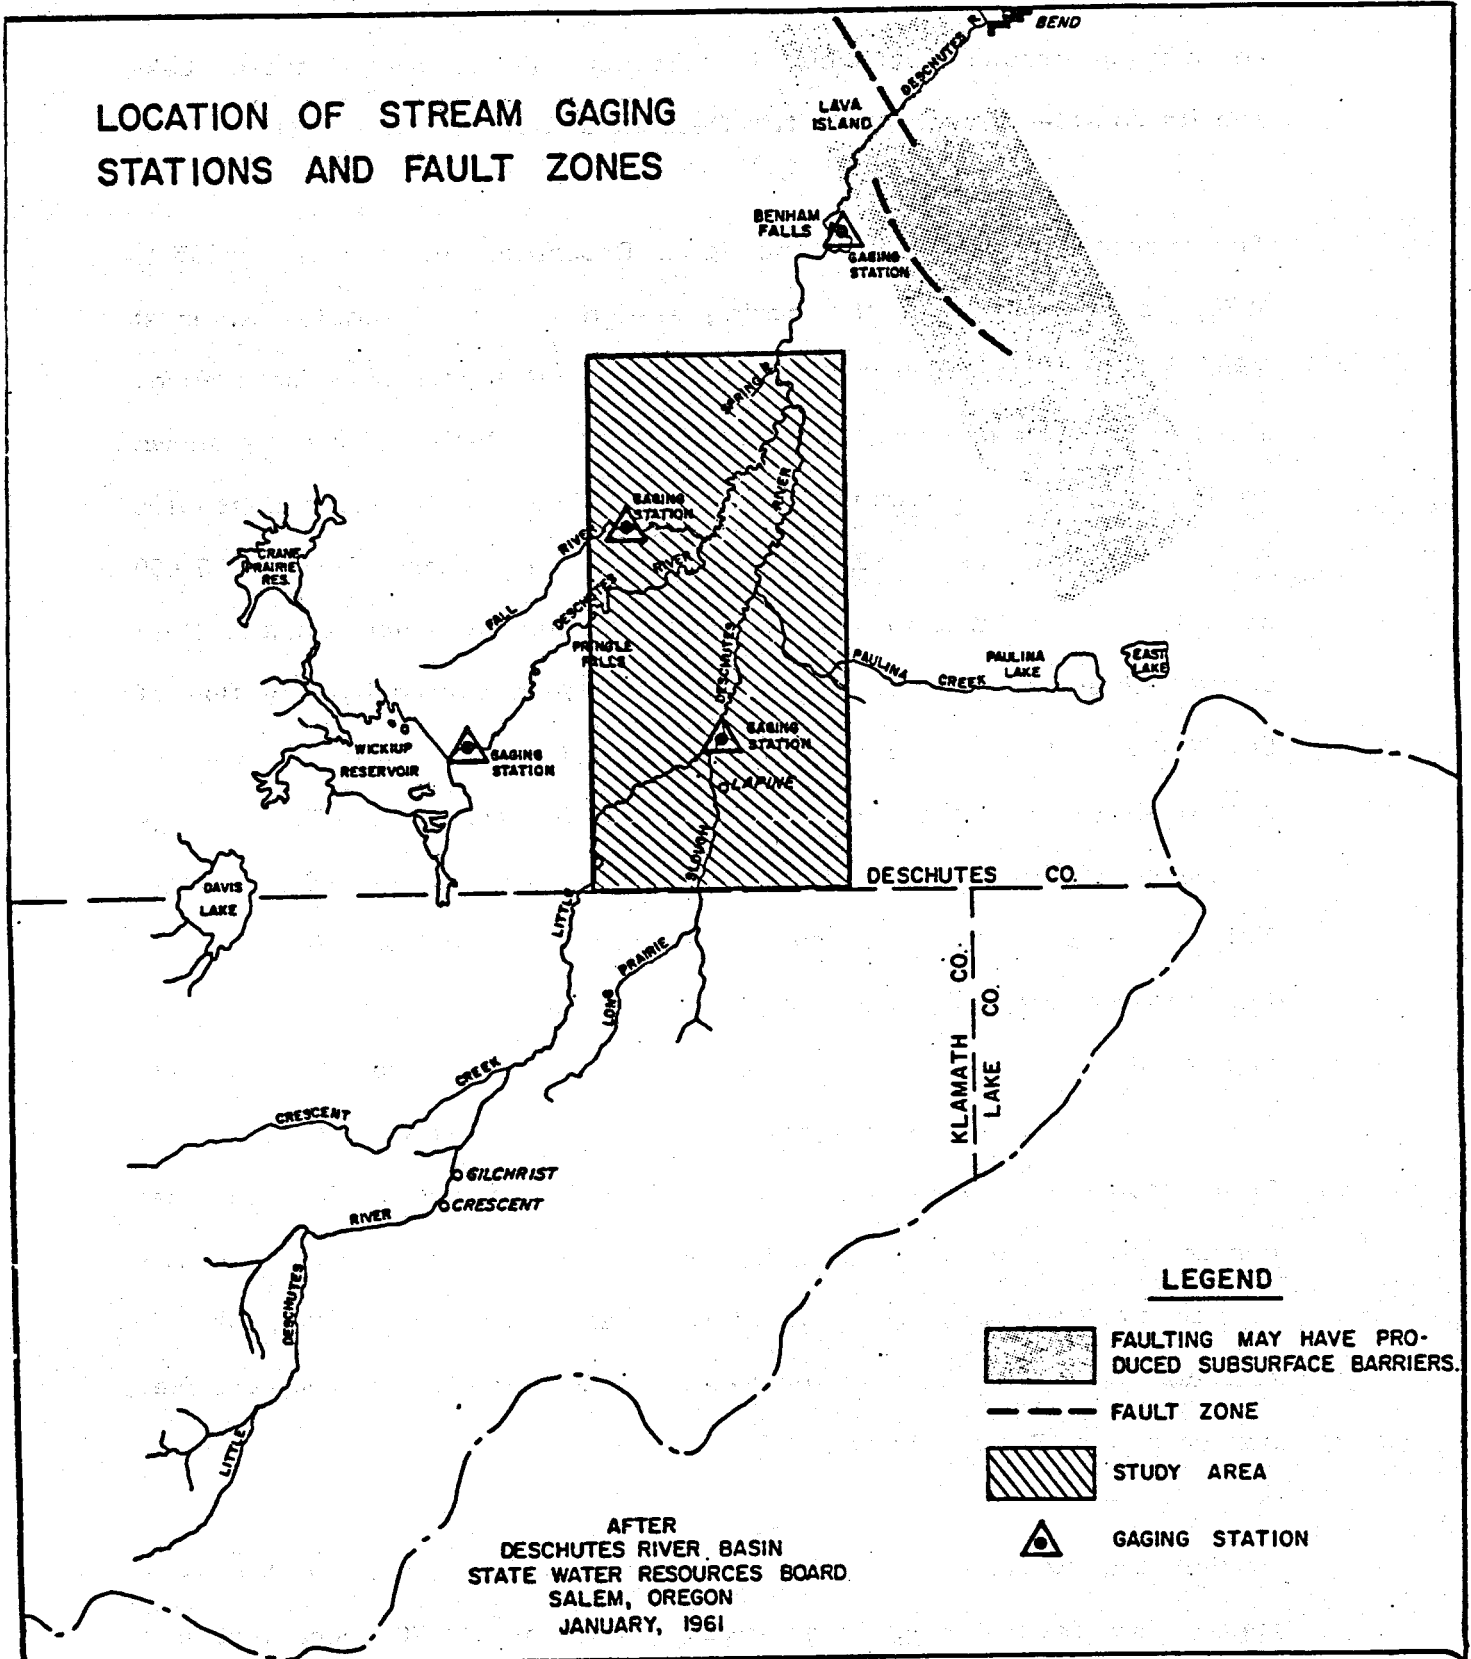 LOCATION OF STREAM GAGING
STATIONS AND FAULT ZONES
BEND
DESCHUTES R.
LAVA
ISLAND
BENHAM
FALLS
GAGING
STATION
SPRING R.
RIVER
GAGING
STATION
RIVER
RIVER
CRANE
PRAIRIE
RES.
FALL
DESCHUTES
PRINGLE
FALLS
DESCHUTES
PAULINA
CREEK
PAULINA
LAKE
EAST
LAKE
WICKIUP
RESERVOIR
GAGING
STATION
GAGING
STATION
LAPINE
SLOUGH
DAVIS
LAKE
DESCHUTES CO.
LITTLE
PRAIRIE
LONG
KLAMATH CO.
LAKE CO.
CREEK
CRESCENT
GILCHRIST
CRESCENT
RIVER
DESCHUTES
LITTLE
LEGEND
FAULTING MAY HAVE PRO-
DUCED SUBSURFACE BARRIERS.
FAULT ZONE
STUDY AREA
GAGING STATION
AFTER
DESCHUTES RIVER BASIN
STATE WATER RESOURCES BOARD
SALEM, OREGON
JANUARY, 1961